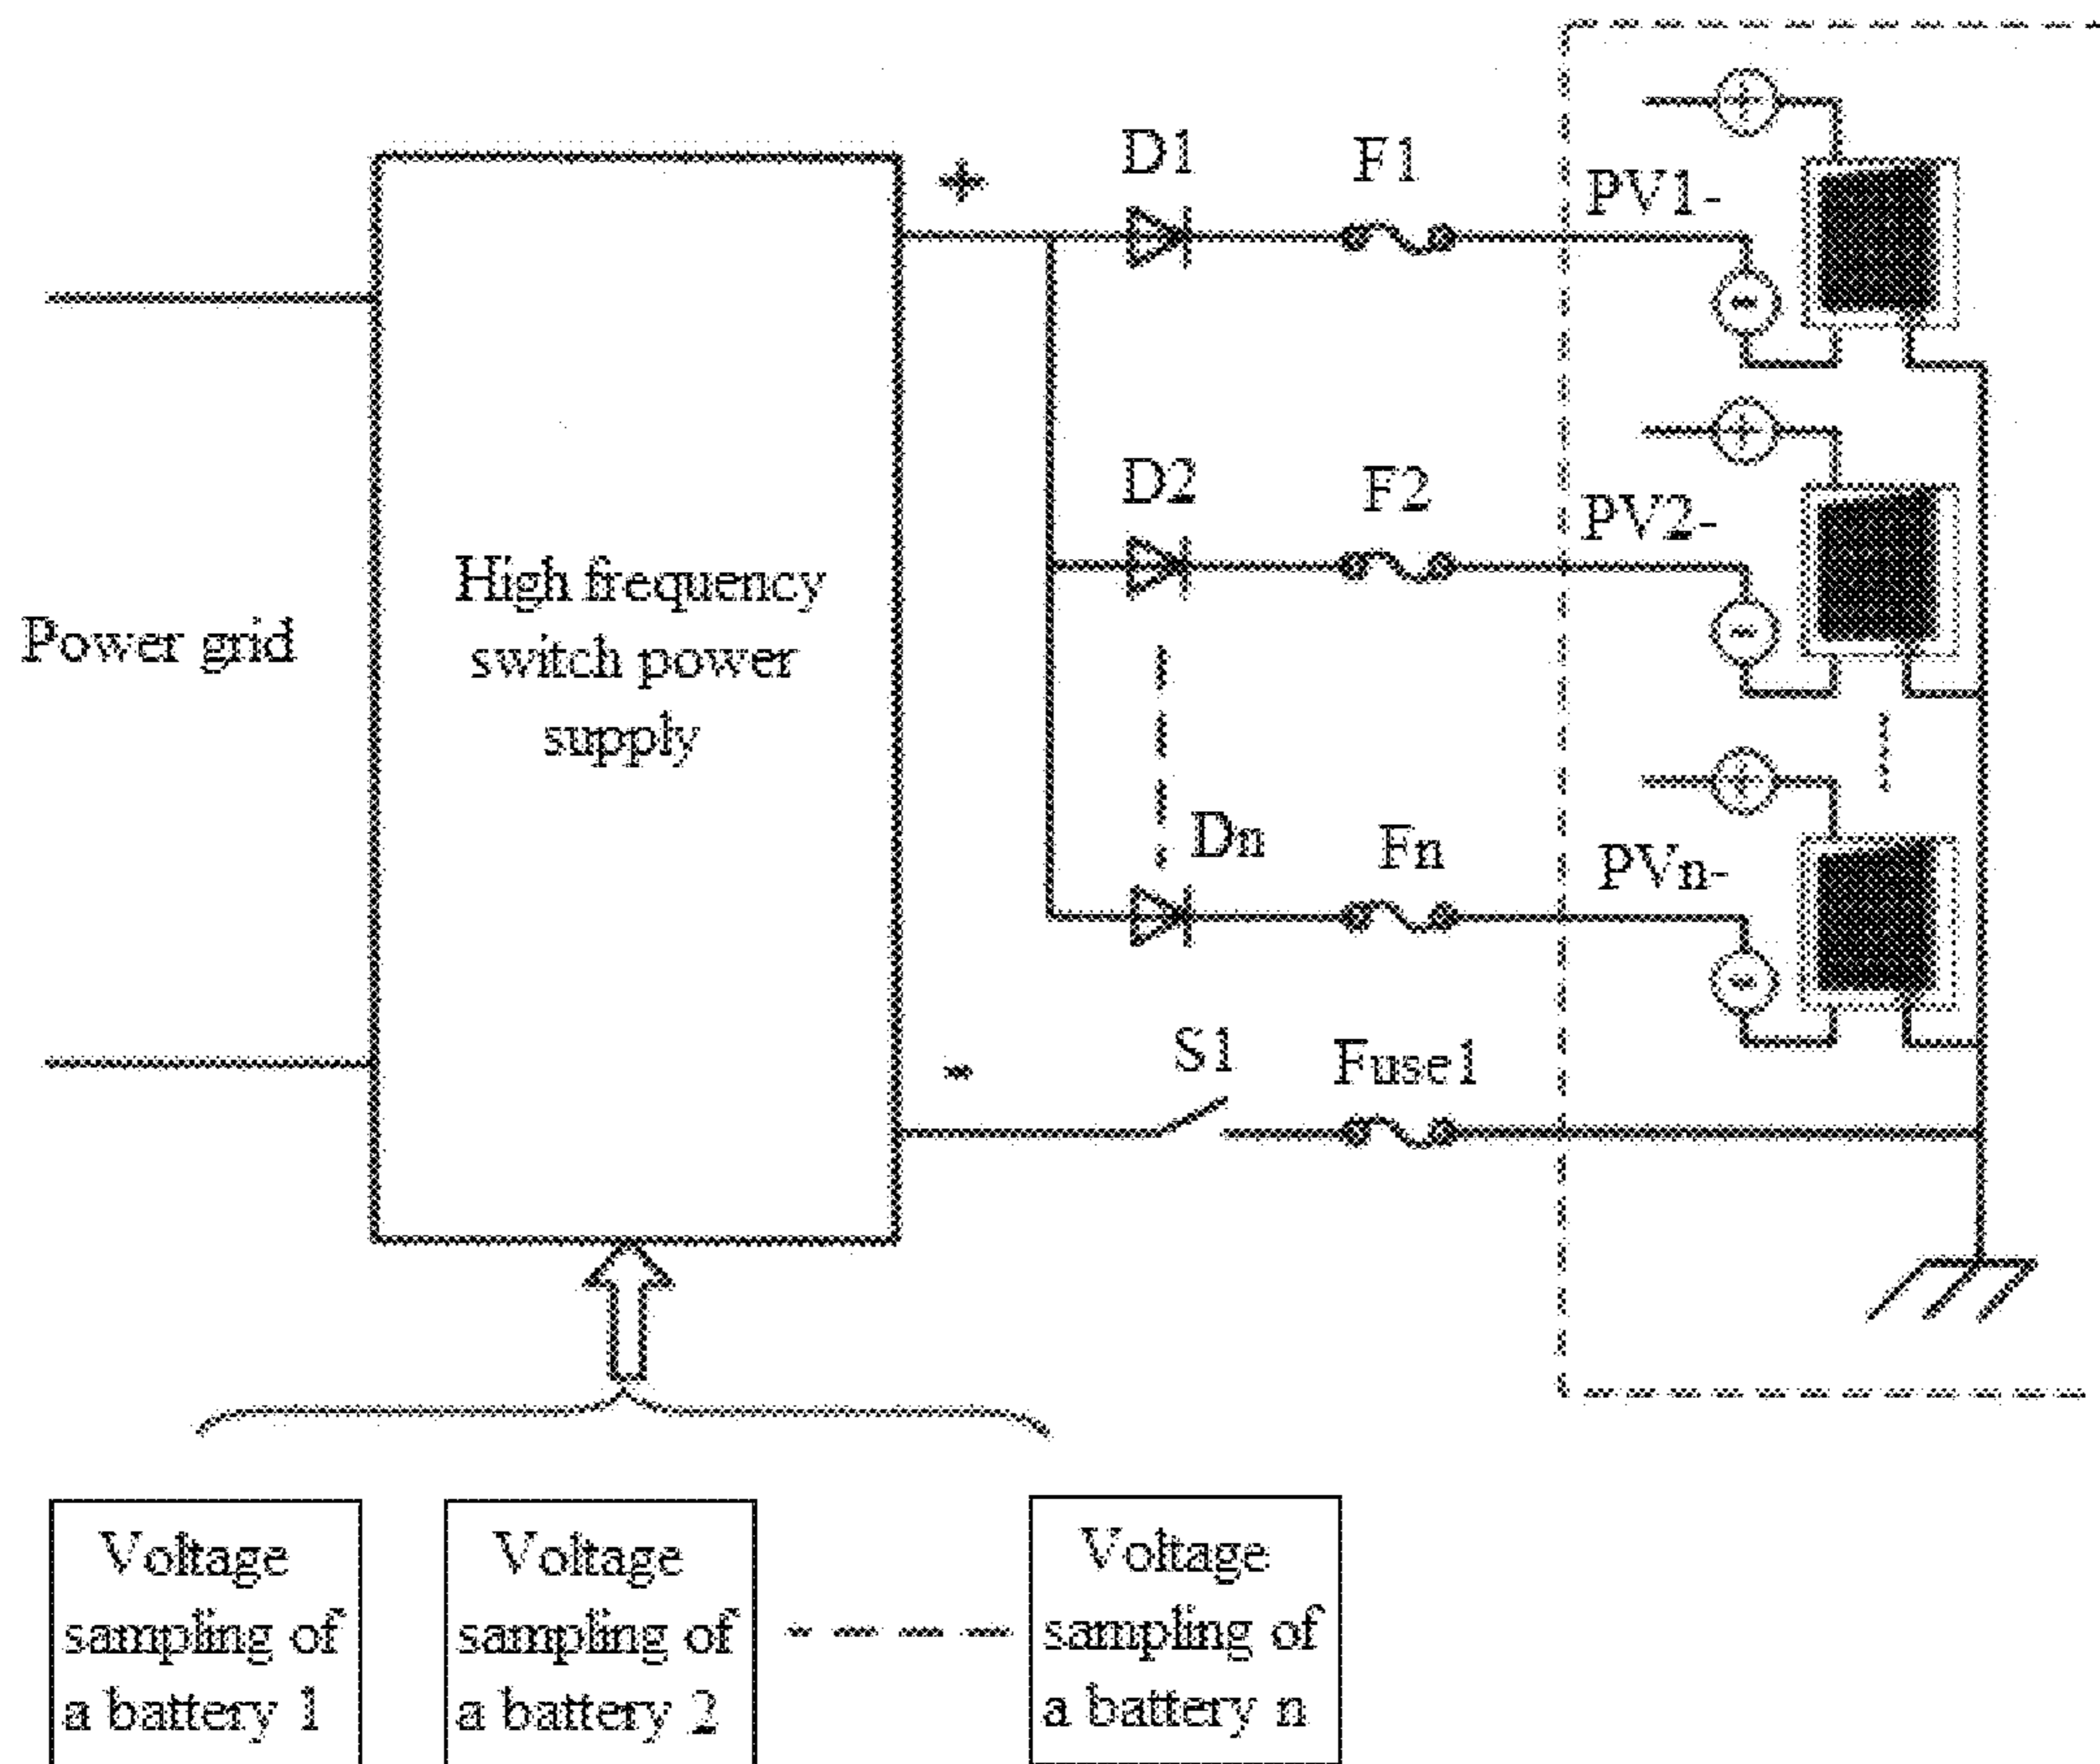 Power grid
High frequency
switch power
supply
+
-
D1
F1
PV1-
+
-
D2
F2
PV2-
+
-
Dn
Fn
PVn-
+
-
S1
Fuse1
Voltage
sampling of
a battery 1
Voltage
sampling of
a battery 2
Voltage
sampling of
a battery n